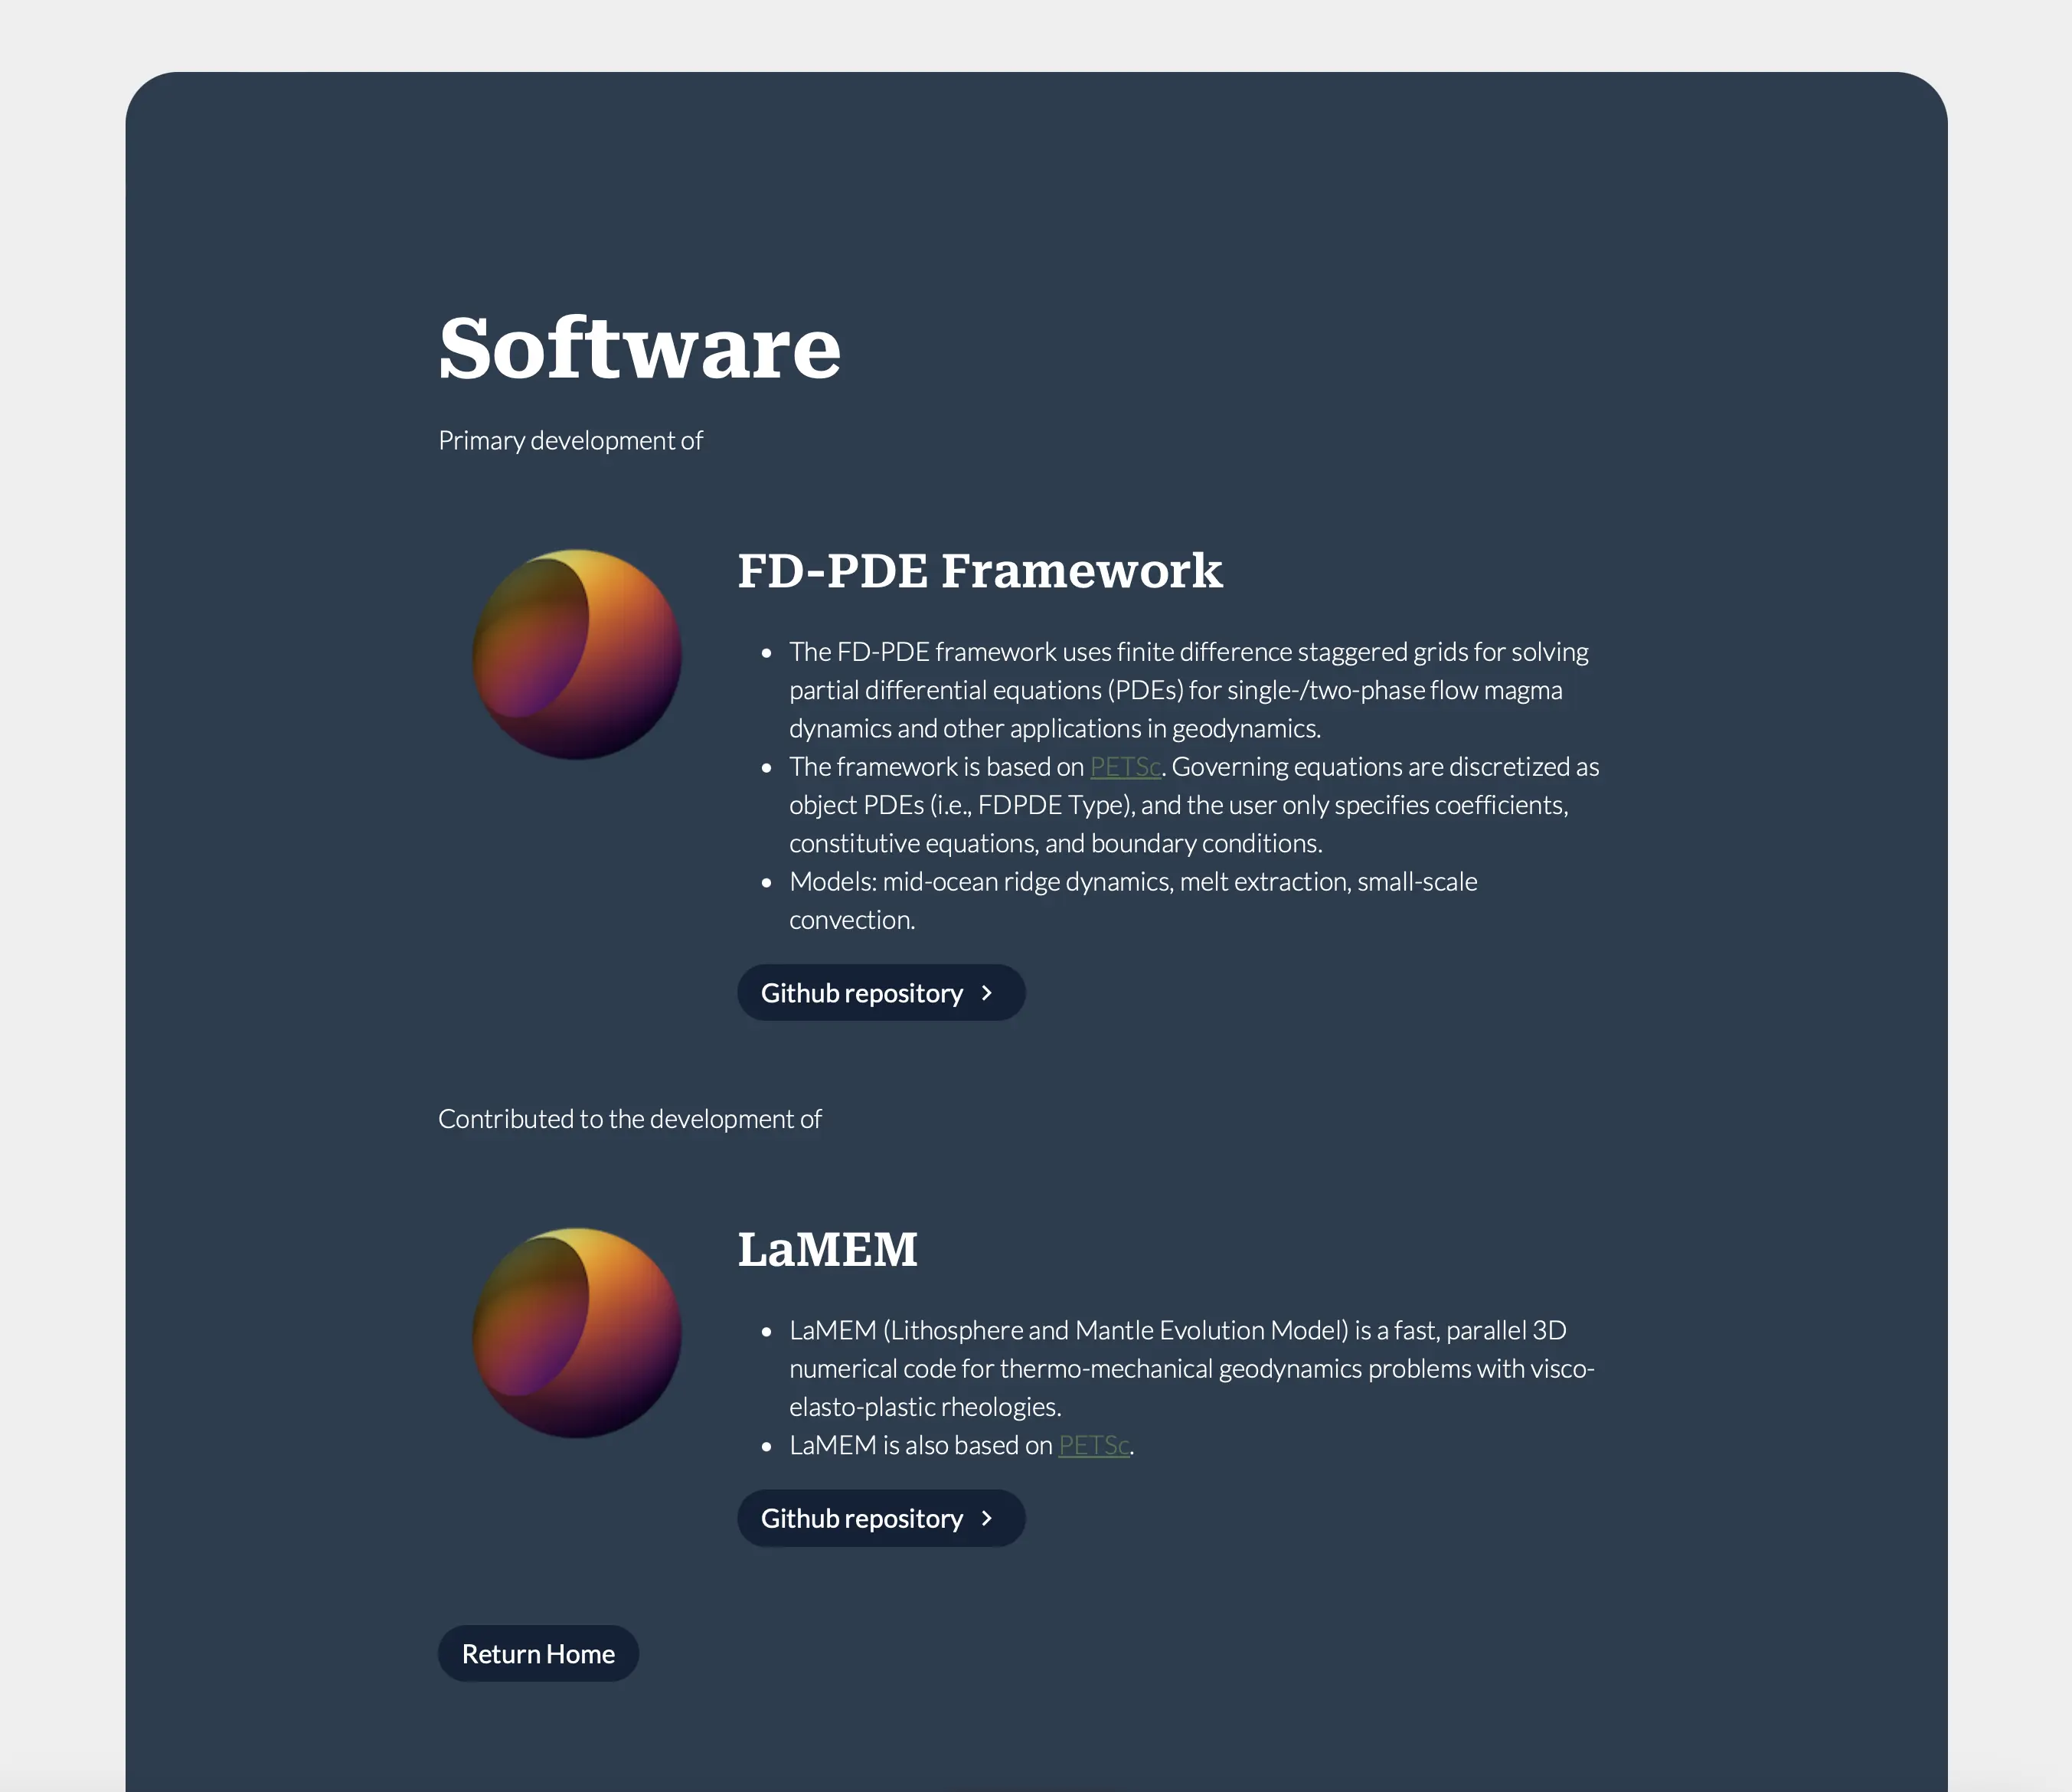 Software
Primary development of
FD-PDE Framework
• The FD-PDE framework uses finite difference staggered grids for solving
partial differential equations (PDEs) for single-/two-phase flow magma
dynamics and other applications in geodynamics.
• The framework is based on PETSc. Governing equations are discretized as
object PDEs (i.e., FDPDE Type), and the user only specifies coefficients,
constitutive equations, and boundary conditions.
• Models: mid-ocean ridge dynamics, melt extraction, small-scale
convection.
Github repository
Contributed to the development of
LaMEM
• LaMEM (Lithosphere and Mantle Evolution Model) is a fast, parallel 3D
numerical code for thermo-mechanical geodynamics problems with visco-
elasto-plastic rheologies.
• LaMEM is also based on PETSc.
Github repository
Return Home